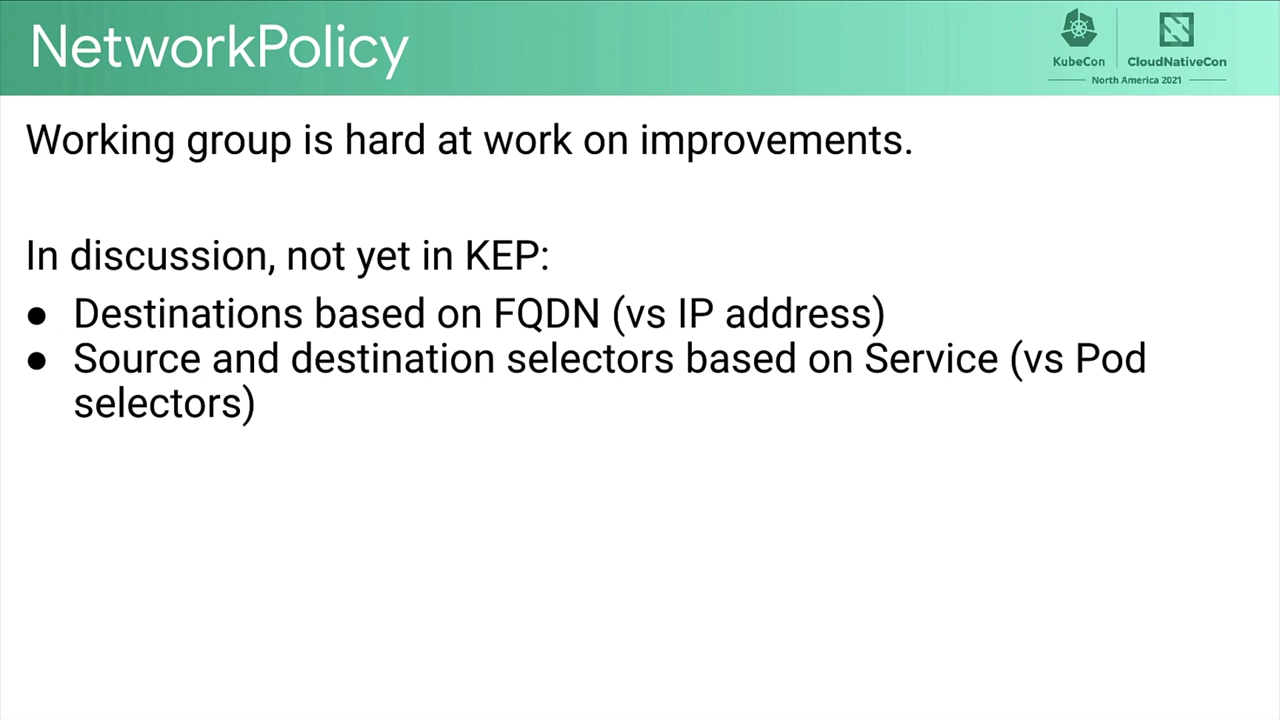 NetworkPolicy
KubeCon
CloudNativeCon
North America 2021
Working group is hard at work on improvements.
In discussion, not yet in KEP:
● Destinations based on FQDN (vs IP address)
● Source and destination selectors based on Service (vs Pod
selectors)